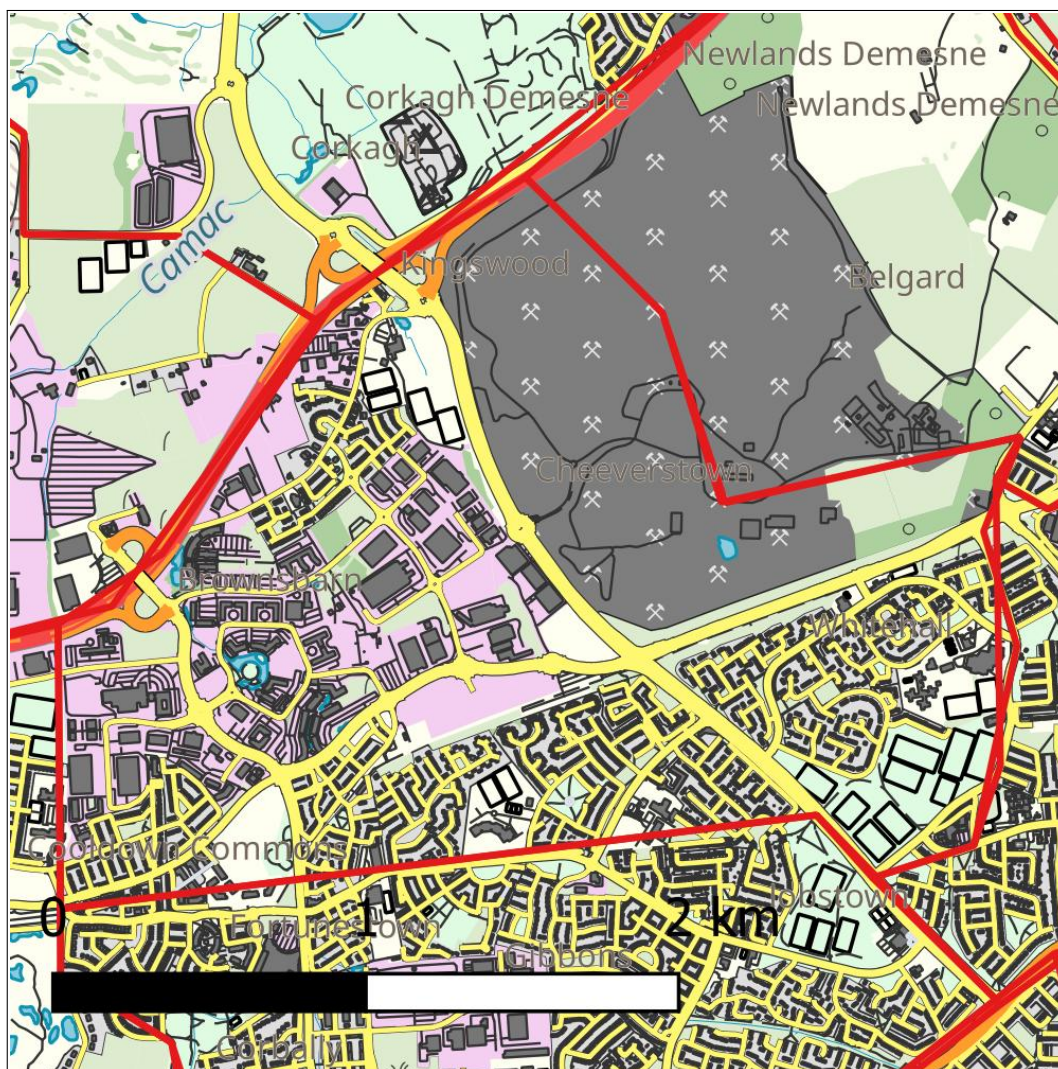 Newlands Demesne
Corkagh Demesne
Newlands Demesne
Corkagh
Camac
Kingswood
Belgard
Cheeverstown
Brownsbarn
Whitehall
Cooldown Commons
Jobstown
0 1 2 km
Fortunestown
Gibbons
Corbally